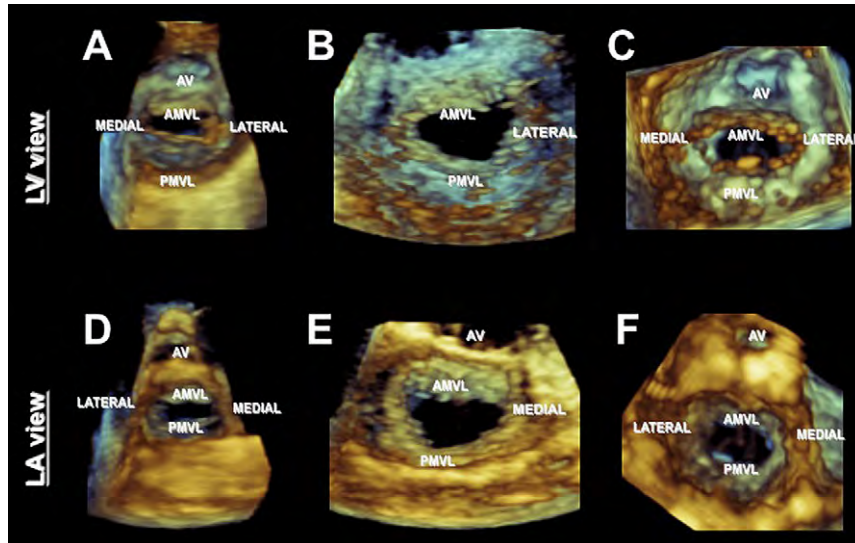 LV view
A
AV
AMVL
MEDIAL
LATERAL
PMVL
B
AMVL
LATERAL
PMVL
C
AV
MEDIAL
AMVL
LATERAL
PMVL
LA view
D
AV
AMVL
LATERAL
MEDIAL
PMVL
E
AV
AMVL
MEDIAL
PMVL
F
AV
AMVL
LATERAL
MEDIAL
PMVL